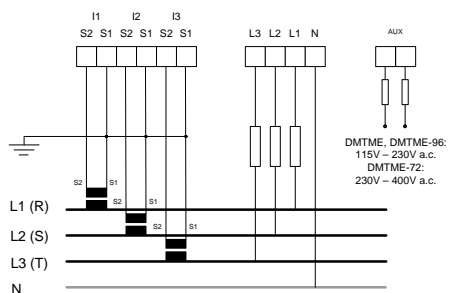 I1 I2 I3
S2 S1 S2 S1 S2 S1
L3 L2 L1 N
AUX
DMTME, DMTME-96:
115V – 230V a.c.
DMTME-72:
230V – 400V a.c.
S2 S1
L1 (R)
S2 S1
L2 (S)
S2 S1
L3 (T)
N